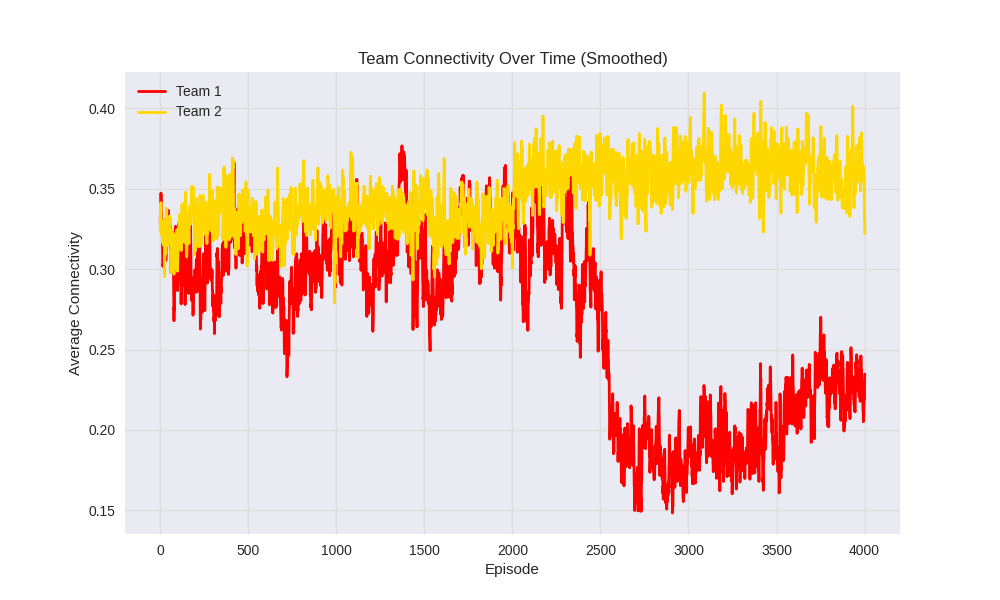 Team Connectivity Over Time (Smoothed)
Team 1
Team 2
Average Connectivity
0.40
0.35
0.30
0.25
0.20
0.15
0 500 1000 1500 2000 2500 3000 3500 4000
Episode